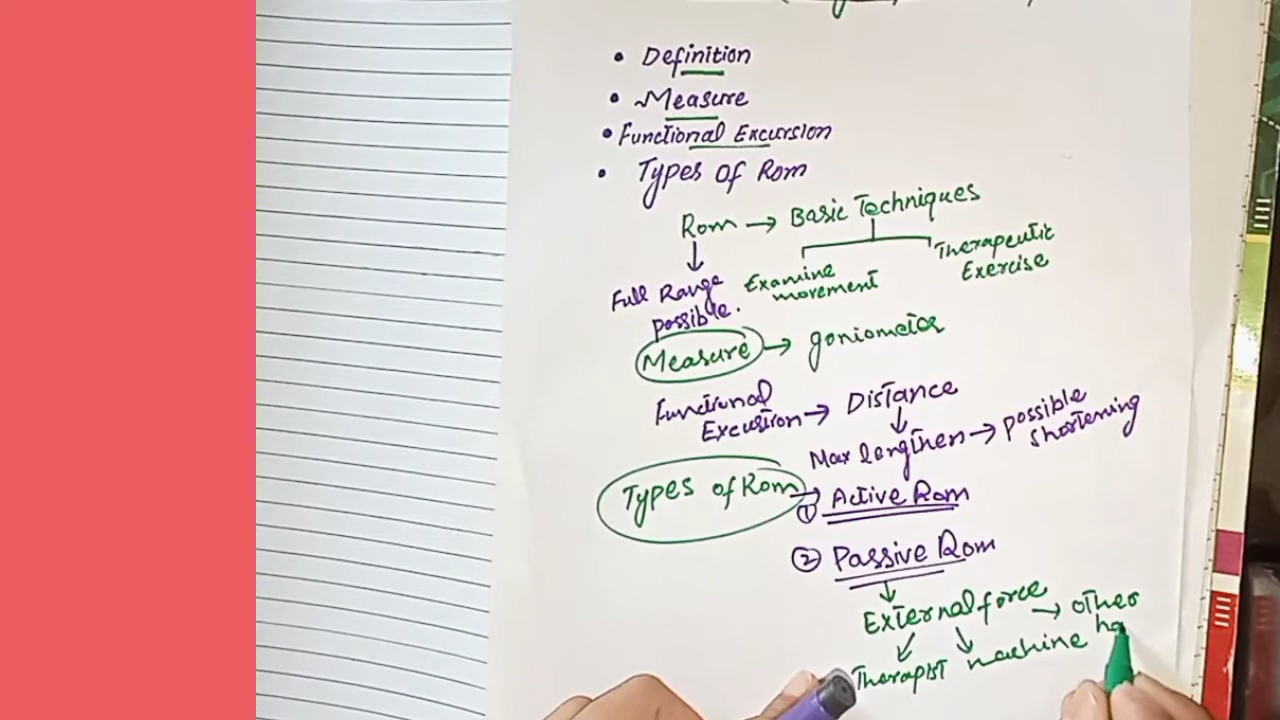 • Definition
• Measure
• Functional Excursion
• Types of Rom
Rom → Basic Techniques
↓
Full Range
possible.
Examine
movement
Therapeutic
Exercise
Measure → goniometer
Functional
Excustion → Distance
↓
Max lengthen → possible
shortening
Types of Rom →
① Active Rom
② Passive Rom
↓
External force → other
Therapist
machine